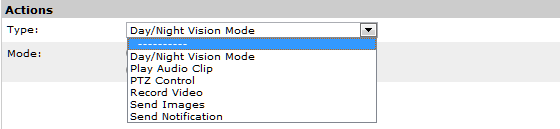 Actions
Type: Day/Night Vision Mode
----------
Mode: Day/Night Vision Mode
Play Audio Clip
PTZ Control
Record Video
Send Images
Send Notification